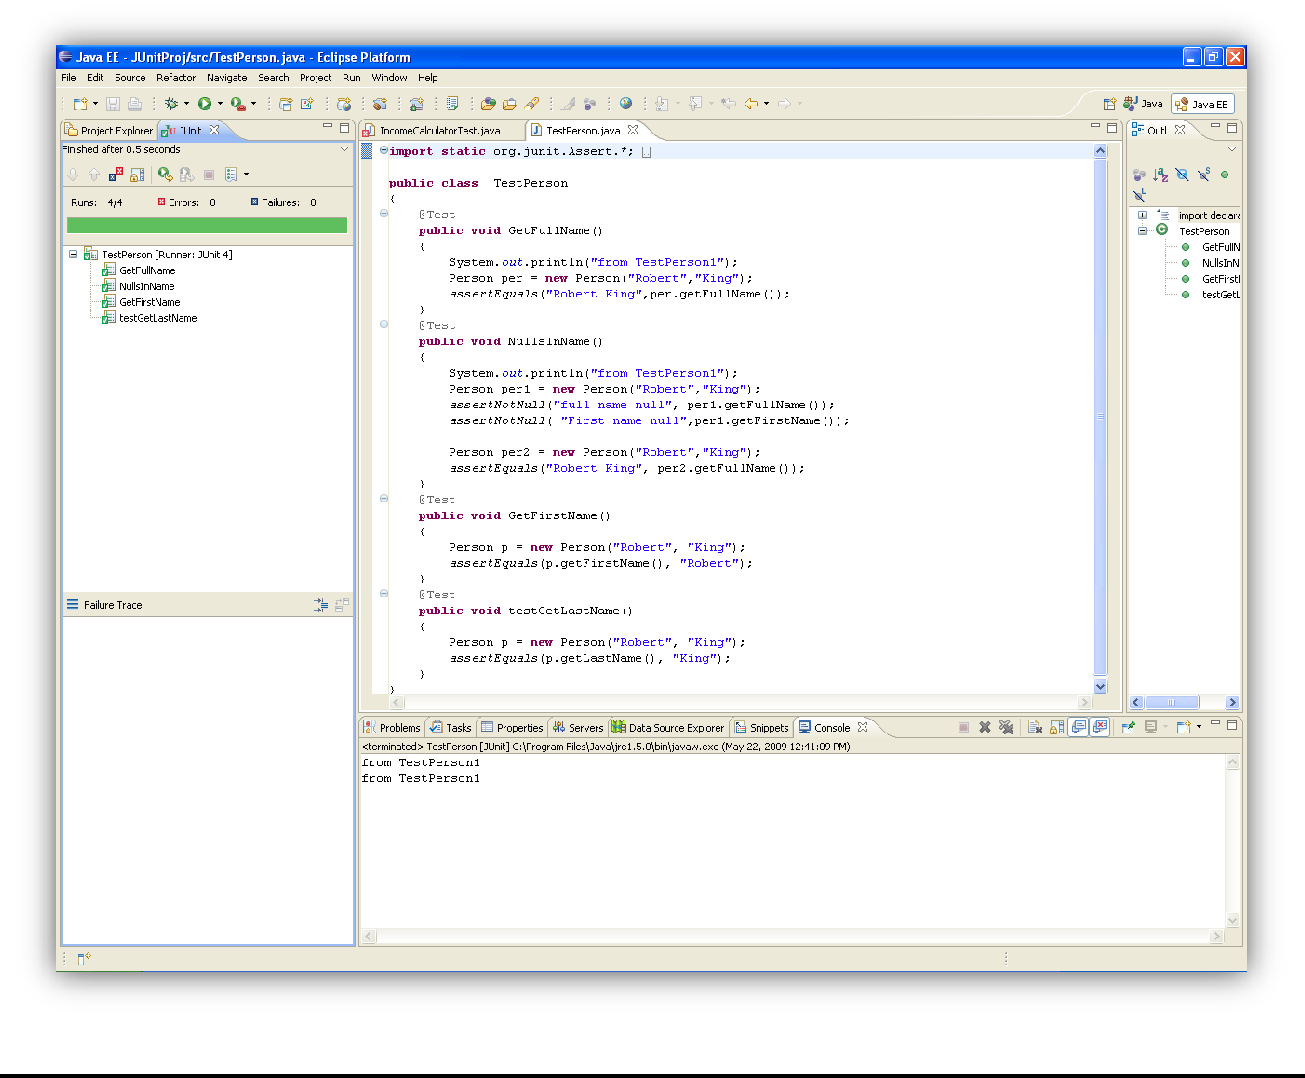 Java EE - JUnitProj/src/TestPerson.java - Eclipse Platform
File Edit Source Refactor Navigate Search Project Run Window Help
Java Java EE
Project Explorer JUnit
Finished after 0.5 seconds
Runs: 4/4 Errors: 0 Failures: 0
TestPerson [Runner: JUnit 4]
GetFullName
NullsInName
GetFirstName
testGetLastName
Failure Trace
IncomeCalculatorTest.java TestPerson.java
import static org.junit.Assert.*;
public class TestPerson
{
@Test
public void GetFullName()
{
System.out.println("from TestPerson1");
Person per = new Person("Robert","King");
assertEquals("Robert King",per.getFullName());
}
@Test
public void NullsInName()
{
System.out.println("from TestPerson1");
Person per1 = new Person("Robert","King");
assertNotNull("full name null", per1.getFullName());
assertNotNull( "First name null",per1.getFirstName());
Person per2 = new Person("Robert","King");
assertEquals("Robert King", per2.getFullName());
}
@Test
public void GetFirstName()
{
Person p = new Person("Robert", "King");
assertEquals(p.getFirstName(), "Robert");
}
@Test
public void testGetLastName()
{
Person p = new Person("Robert", "King");
assertEquals(p.getLastName(), "King");
}
}
Outl
import declara
TestPerson
GetFullN
NullsInN
GetFirstN
testGetL
Problems Tasks Properties Servers Data Source Explorer Snippets Console
<terminated> TestPerson [JUnit] C:\Program Files\Java\jre1.5.0\bin\javaw.exe (May 22, 2009 12:41:09 PM)
from TestPerson1
from TestPerson1